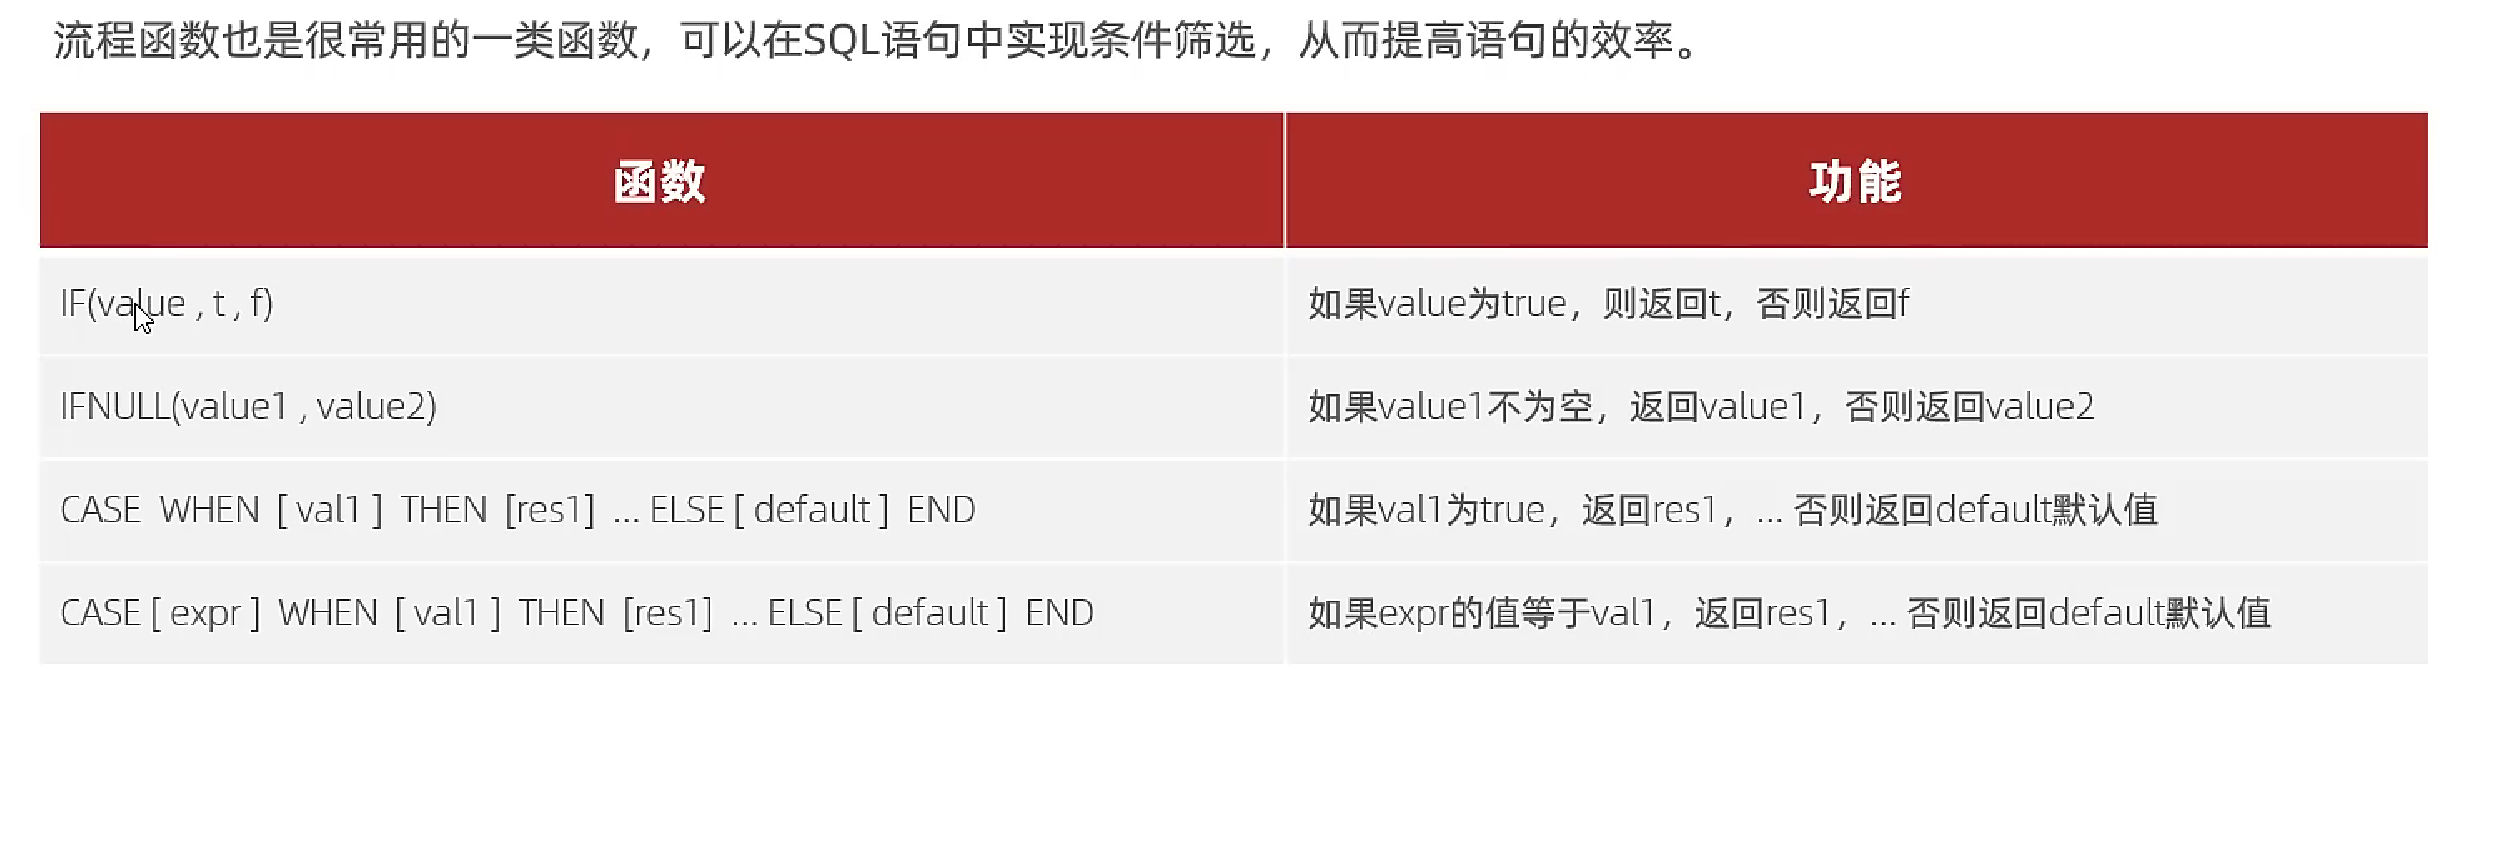 流程函数也是很常用的一类函数，可以在SQL语句中实现条件筛选，从而提高语句的效率。
函数 功能
IF(value , t , f) 如果value为true，则返回t，否则返回f
IFNULL(value1 , value2) 如果value1不为空，返回value1，否则返回value2
CASE WHEN [ val1 ] THEN [res1] ... ELSE [ default ] END 如果val1为true，返回res1，... 否则返回default默认值
CASE [ expr ] WHEN [ val1 ] THEN [res1] ... ELSE [ default ] END 如果expr的值等于val1，返回res1，... 否则返回default默认值